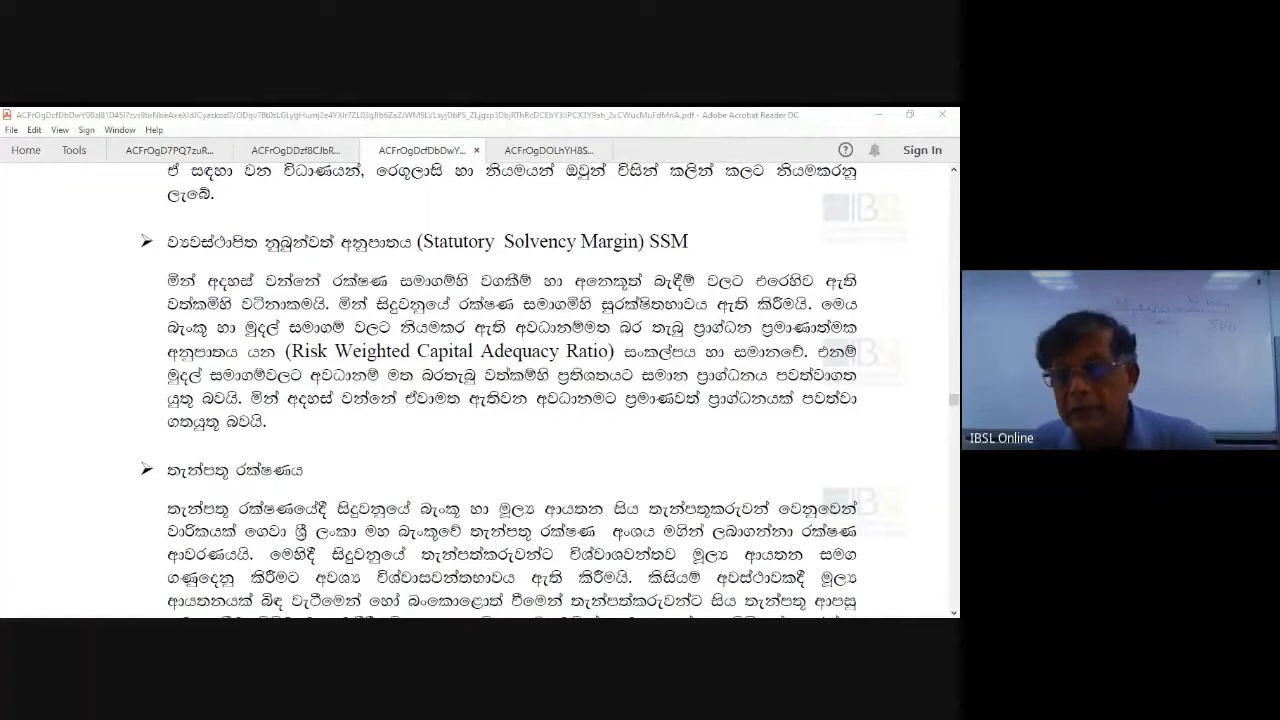 Adobe Acrobat Reader DC
File Edit View Sign Window Help
Home Tools ACFrOgD7PQ7zuR... ACFrOgDDzf8CJbR... ACFrOgDcfDbDwY... × ACFrOgDOLhYH8S... Sign In
ඒ සඳහා වන විධාණයන්, රෙගුලාසි හා නියමයන් ඔවුන් විසින් කලින් කලට නියමකරනු
ලැබේ.
IBSL
➢ ව්‍යවස්ථාපිත නුබුන්වත් අනුපාතය (Statutory Solvency Margin) SSM
මින් අදහස් වන්නේ රක්ෂණ සමාගම්හි වගකීම් හා අනෙකුත් බැඳීම් වලට එරෙහිව ඇති
වත්කම්හි වටිනාකමයි. මින් සිදුවනුයේ රක්ෂණ සමාගම්හි සුරක්ෂිතභාවය ඇති කිරීමයි. මෙය
බැංකු හා මුදල් සමාගම් වලට නියමකර ඇති අවධානම්මත බර තැබු ප්‍රාග්ධන ප්‍රමාණාත්මක
අනුපාතය යන (Risk Weighted Capital Adequacy Ratio) සංකල්පය හා සමානවේ. එනම්
මුදල් සමාගම්වලට අවධානම් මත බරතැබු වත්කම්හි ප්‍රතිශතයට සමාන ප්‍රාග්ධනය පවත්වාගත
යුතු බවයි. මින් අදහස් වන්නේ ඒවාමත ඇතිවන අවධානමට ප්‍රමාණවත් ප්‍රාග්ධනයක් පවත්වා
ගතයුතු බවයි.
➢ තැන්පතු රක්ෂණය
තැන්පතු රක්ෂණයේදී සිදුවනුයේ බැංකු හා මුල්‍ය ආයතන සිය තැන්පතුකරුවන් වෙනුවෙන්
වාරිකයක් ගෙවා ශ්‍රී ලංකා මහ බැංකුවේ තැන්පතු රක්ෂණ අංශය මගින් ලබාගන්නා රක්ෂණ
ආවරණයයි. මෙහිදී සිදුවනුයේ තැන්පත්කරුවන්ට විශ්වාශවන්තව මුල්‍ය ආයතන සමග
ගණුදෙනු කිරීමට අවශ්‍ය විශ්වාසවන්තභාවය ඇති කිරීමයි. කිසියම් අවස්ථාවකදී මුල්‍ය
ආයතනයක් බිඳ වැටීමෙන් හෝ බංකොළොත් වීමෙන් තැන්පත්කරුවන්ට සිය තැන්පතු ආපසු
IBSL Online